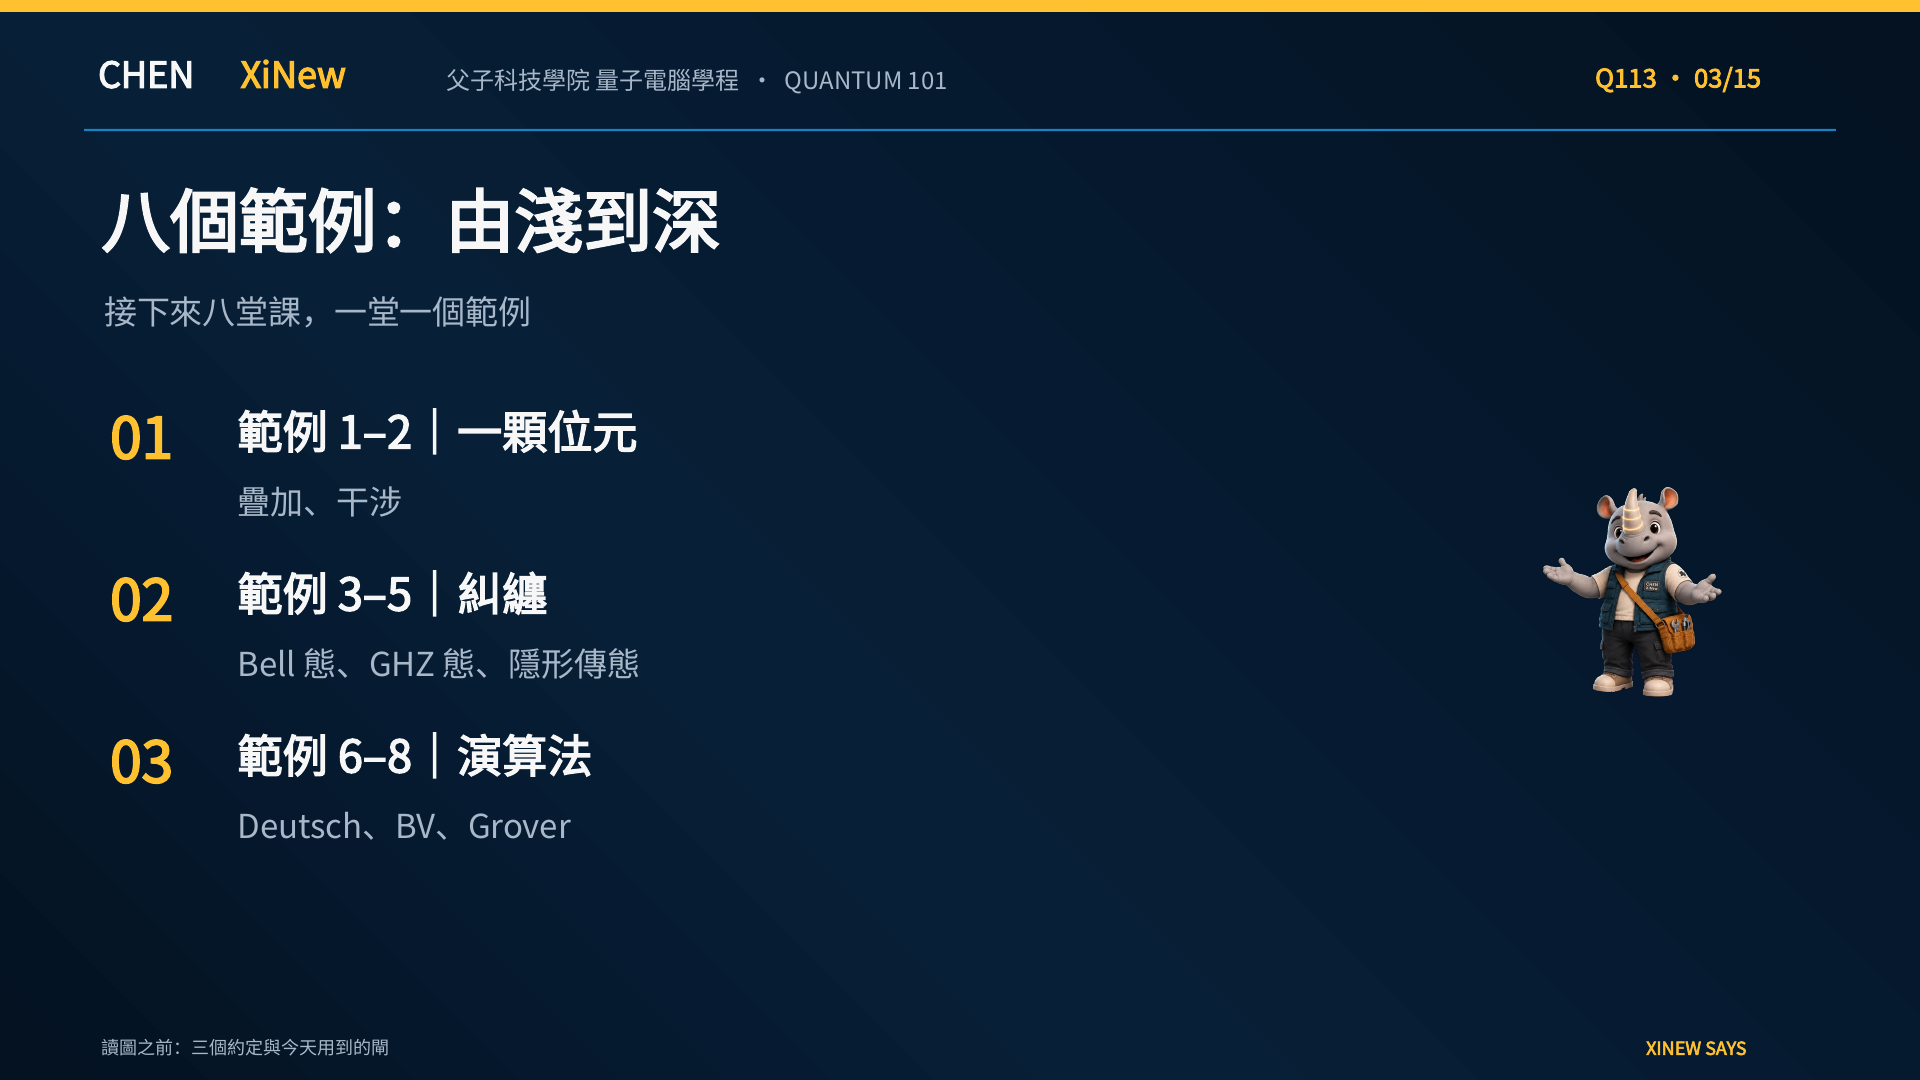 CHEN XiNew 父子科技學院 量子電腦學程 · QUANTUM 101 Q113 · 03/15
八個範例：由淺到深
接下來八堂課，一堂一個範例
01 範例 1–2｜一顆位元
疊加、干涉
02 範例 3–5｜糾纏
Bell 態、GHZ 態、隱形傳態
03 範例 6–8｜演算法
Deutsch、BV、Grover
CHEN
讀圖之前：三個約定與今天用到的閘
XINEW SAYS